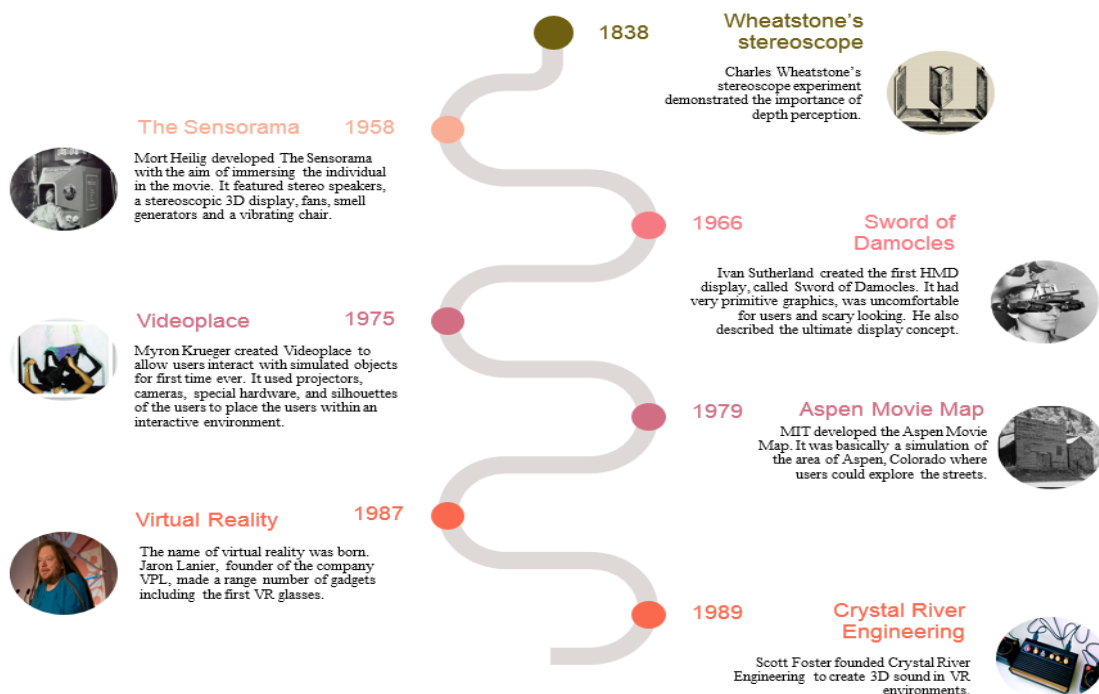 1838
Wheatstone's
stereoscope
Charles Wheatstone's
stereoscope experiment
demonstrated the importance of
depth perception.
The Sensorama
1958
Mort Heilig developed The Sensorama
with the aim of immersing the individual
in the movie. It featured stereo speakers,
a stereoscopic 3D display, fans, smell
generators and a vibrating chair.
1966
Sword of
Damocles
Ivan Sutherland created the first HMD
display, called Sword of Damocles. It had
very primitive graphics, was uncomfortable
for users and scary looking. He also
described the ultimate display concept.
Videoplace
1975
Myron Krueger created Videoplace to
allow users interact with simulated objects
for first time ever. It used projectors,
cameras, special hardware, and silhouettes
of the users to place the users within an
interactive environment.
1979
Aspen Movie Map
MIT developed the Aspen Movie
Map. It was basically a simulation of
the area of Aspen, Colorado where
users could explore the streets.
Virtual Reality
1987
The name of virtual reality was born.
Jaron Lanier, founder of the company
VPL, made a range number of gadgets
including the first VR glasses.
1989
Crystal River
Engineering
Scott Foster founded Crystal River
Engineering to create 3D sound in VR
environments.